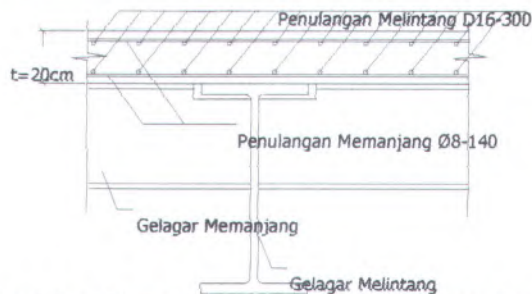 Penulangan Melintang D16-300
t=20cm
Penulangan Memanjang Ø8-140
Gelagar Memanjang
Gelagar Melintang